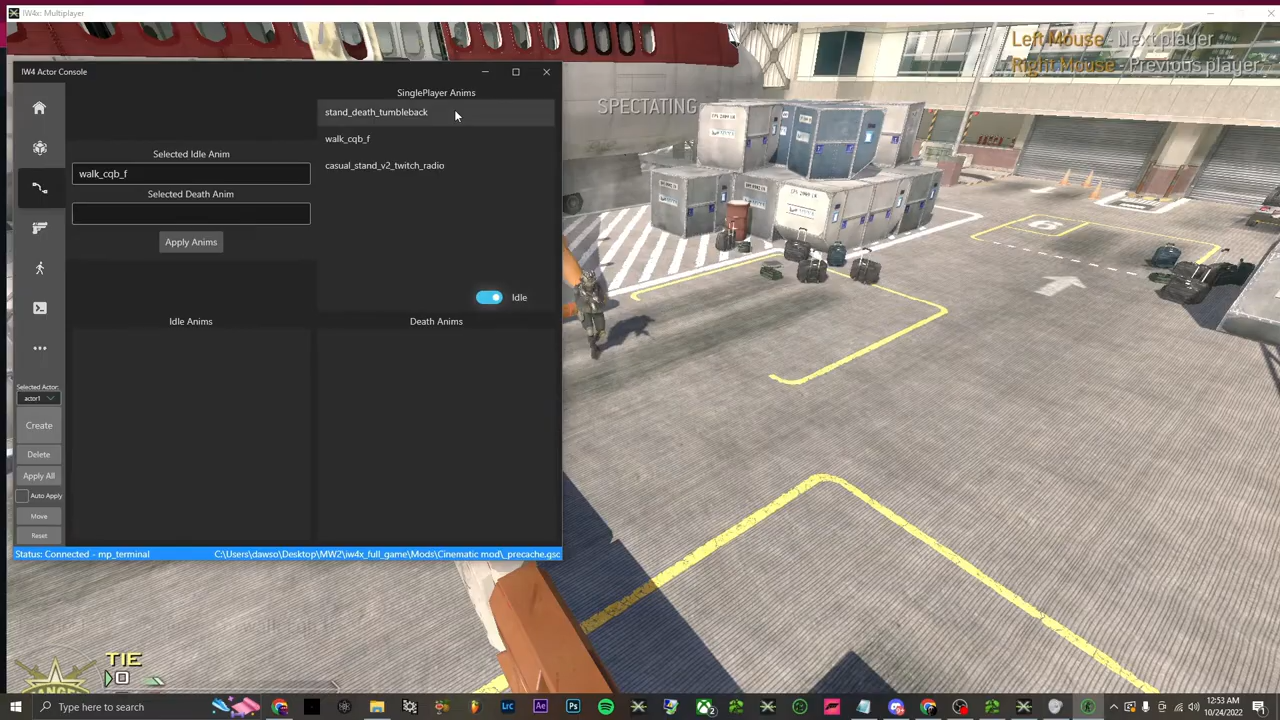 IW4x: Multiplayer
Left Mouse - Next player
Right Mouse - Previous player
SPECTATING
IW4 Actor Console
SinglePlayer Anims
stand_death_tumbleback
walk_cqb_f
casual_stand_v2_twitch_radio
Selected Idle Anim
walk_cqb_f
Selected Death Anim
Apply Anims
Idle
Idle Anims
Death Anims
Selected Actor:
actor1
Create
Delete
Apply All
Auto Apply
Move
Reset
Status: Connected - mp_terminal
C:\Users\dawso\Desktop\MW2\iw4x_full_game\Mods\Cinematic mod\_precache.gsc
6
TIE
0
Type here to search
12:53 AM
10/24/2022